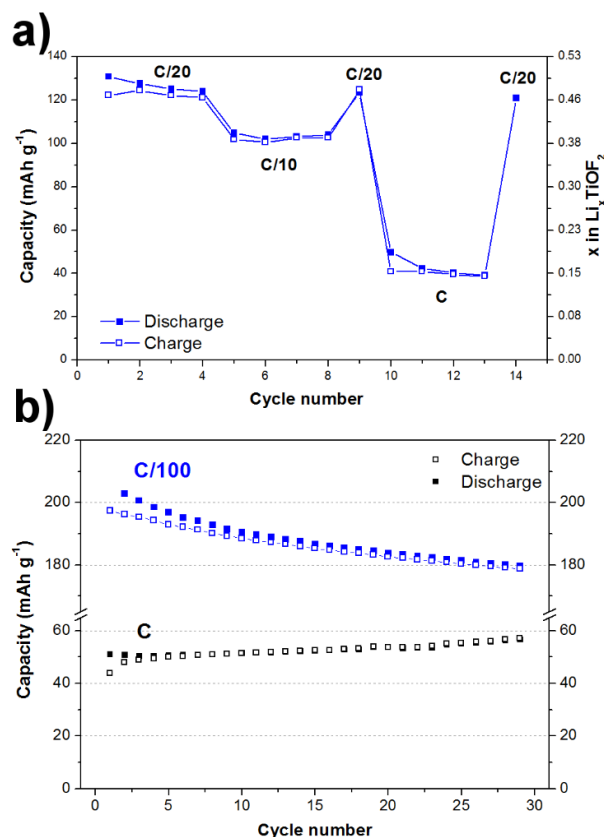 a)
140
120
100
80
60
40
20
0
0.53
0.46
0.38
0.30
0.23
0.15
0.08
0.00
0
2
4
6
8
10
12
14
C/20
C/10
C/20
C
C/20
Discharge
Charge
Capacity (mAh g⁻¹)
x in LiₓTiOF₂
Cycle number
b)
220
200
180
60
40
20
0
220
200
180
60
40
20
0
0
5
10
15
20
25
30
C/100
C
Charge
Discharge
Capacity (mAh g⁻¹)
Cycle number